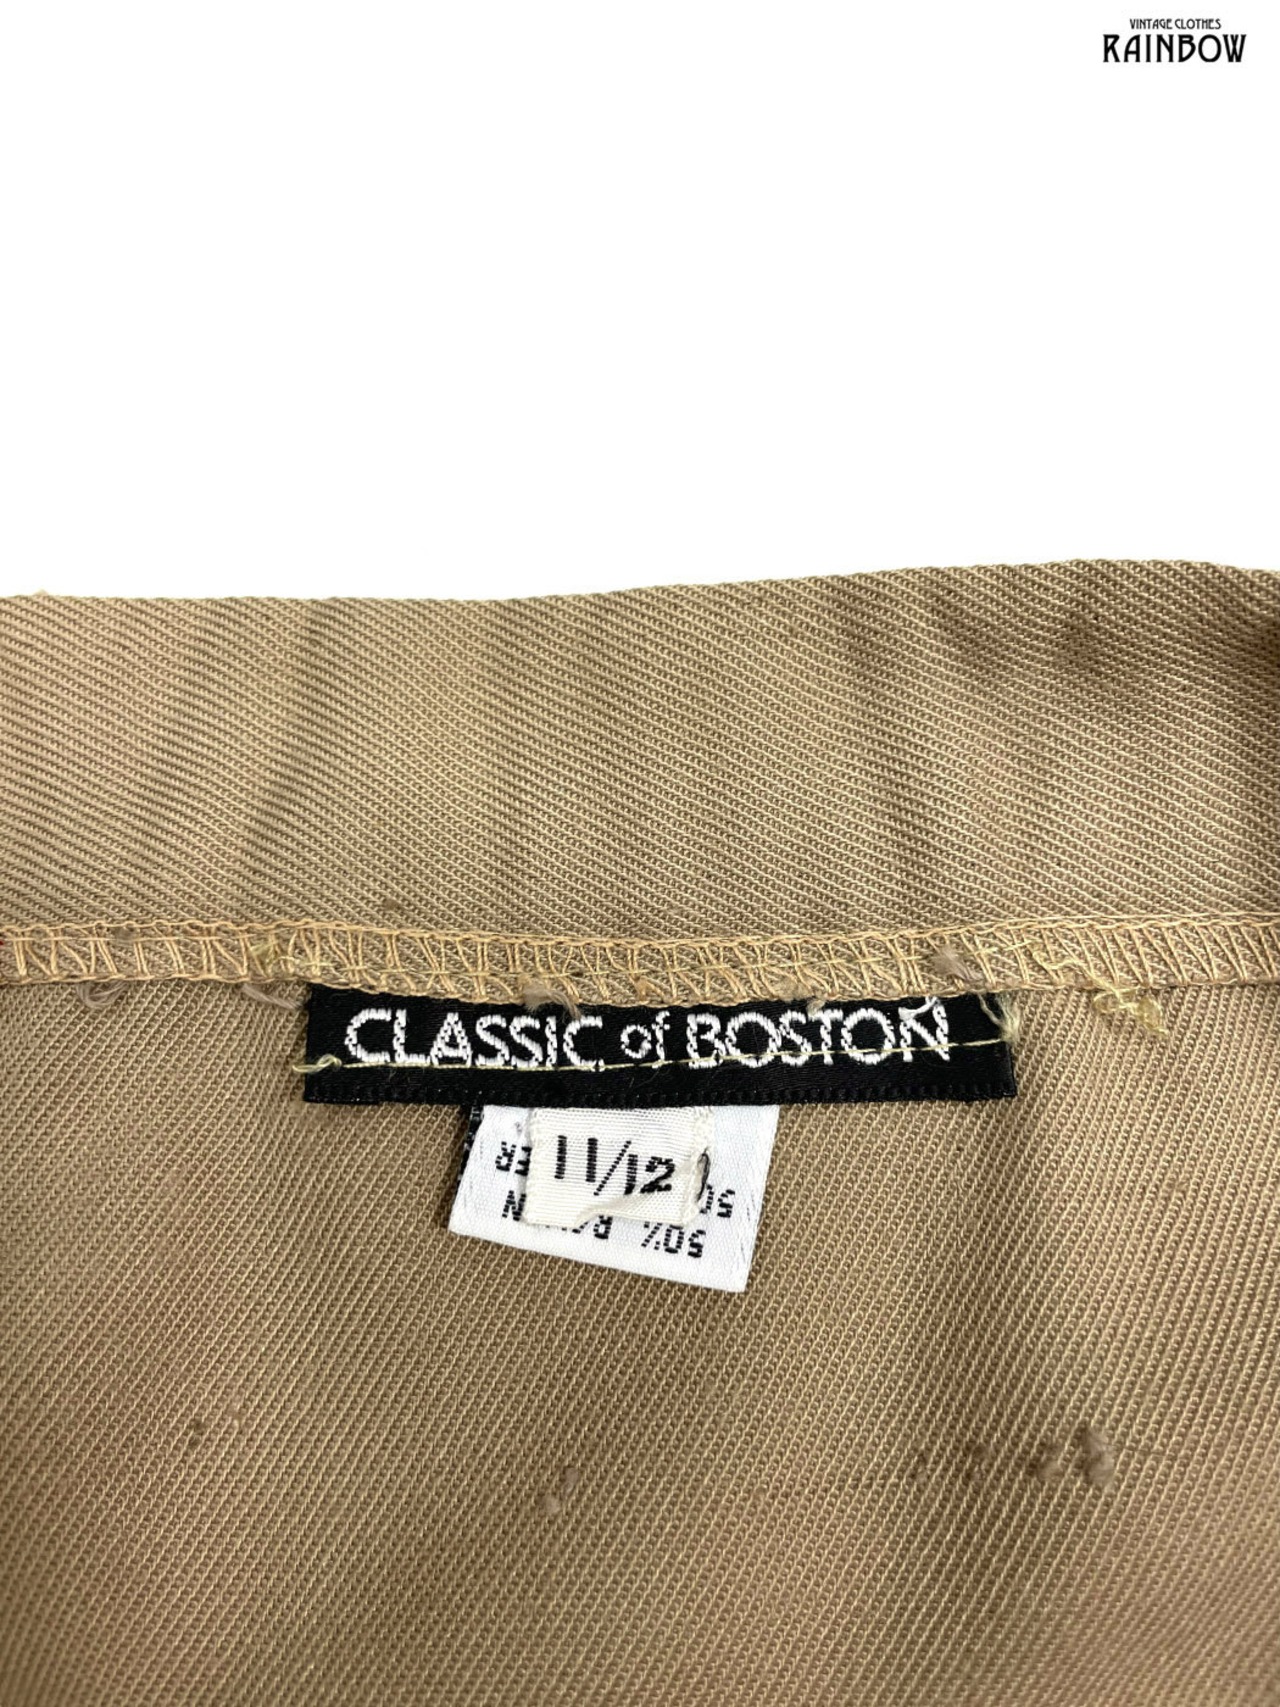 VINTAGE CLOTHES
RAINBOW
CLASSIC of BOSTON
11/12
50%